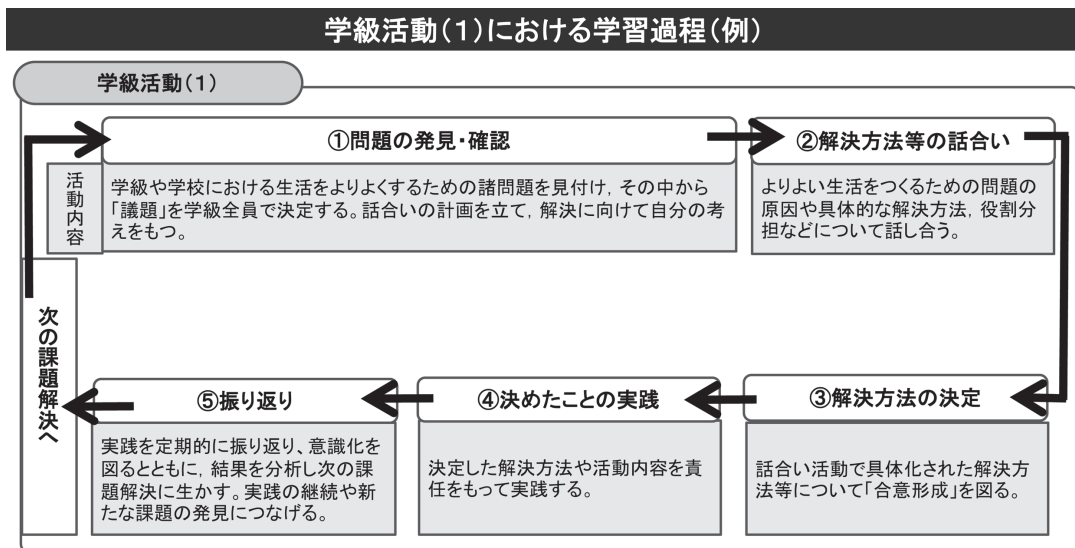 学級活動(1)における学習過程(例)
学級活動(1)
①問題の発見・確認
活動内容
学級や学校における生活をよりよくするための諸問題を見付け，その中から
「議題」を学級全員で決定する。話合いの計画を立て，解決に向けて自分の考
えをもつ。
②解決方法等の話合い
よりよい生活をつくるための問題の
原因や具体的な解決方法，役割分
担などについて話し合う。
③解決方法の決定
話合い活動で具体化された解決方
法等について「合意形成」を図る。
④決めたことの実践
決定した解決方法や活動内容を責
任をもって実践する。
⑤振り返り
実践を定期的に振り返り、意識化を
図るとともに，結果を分析し次の課
題解決に生かす。実践の継続や新
たな課題の発見につなげる。
次の課題解決へ